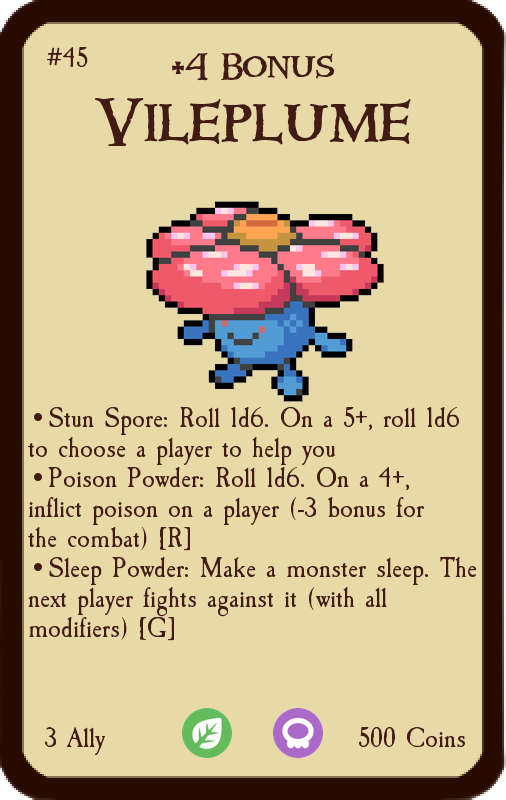 #45
+4 Bonus
Vileplume
•Stun Spore: Roll 1d6. On a 5+, roll 1d6
to choose a player to help you
•Poison Powder: Roll 1d6. On a 4+,
inflict poison on a player (-3 bonus for
the combat) [R]
•Sleep Powder: Make a monster sleep. The
next player fights against it (with all
modifiers) [G]
3 Ally
500 Coins